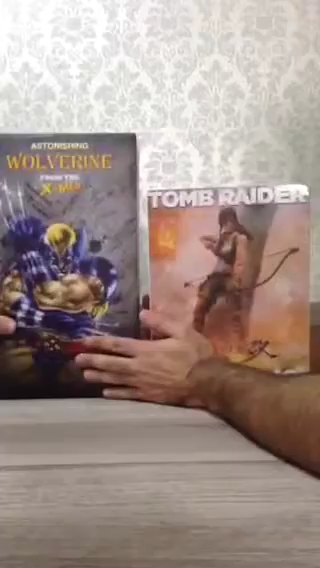 ASTONISHING
WOLVERINE
FROM THE
X-MEN
TOMB RAIDER